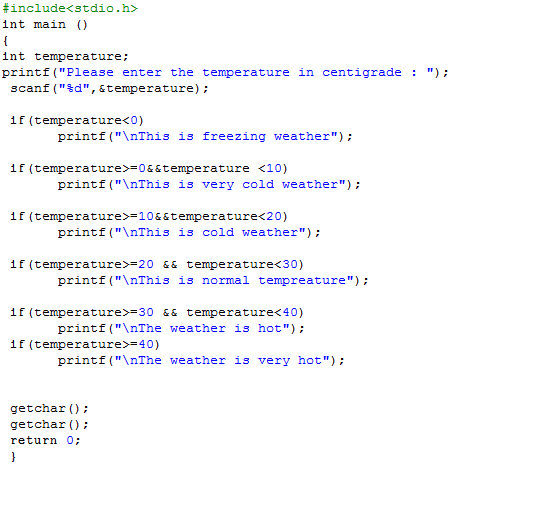 #include<stdio.h>
int main ()
{
int temperature;
printf("Please enter the temperature in centigrade : ");
scanf("%d",&temperature);
if(temperature<0)
printf("\nThis is freezing weather");
if(temperature>=0&&temperature <10)
printf("\nThis is very cold weather");
if(temperature>=10&&temperature<20)
printf("\nThis is cold weather");
if(temperature>=20 && temperature<30)
printf("\nThis is normal tempreature");
if(temperature>=30 && temperature<40)
printf("\nThe weather is hot");
if(temperature>=40)
printf("\nThe weather is very hot");
getchar();
getchar();
return 0;
}